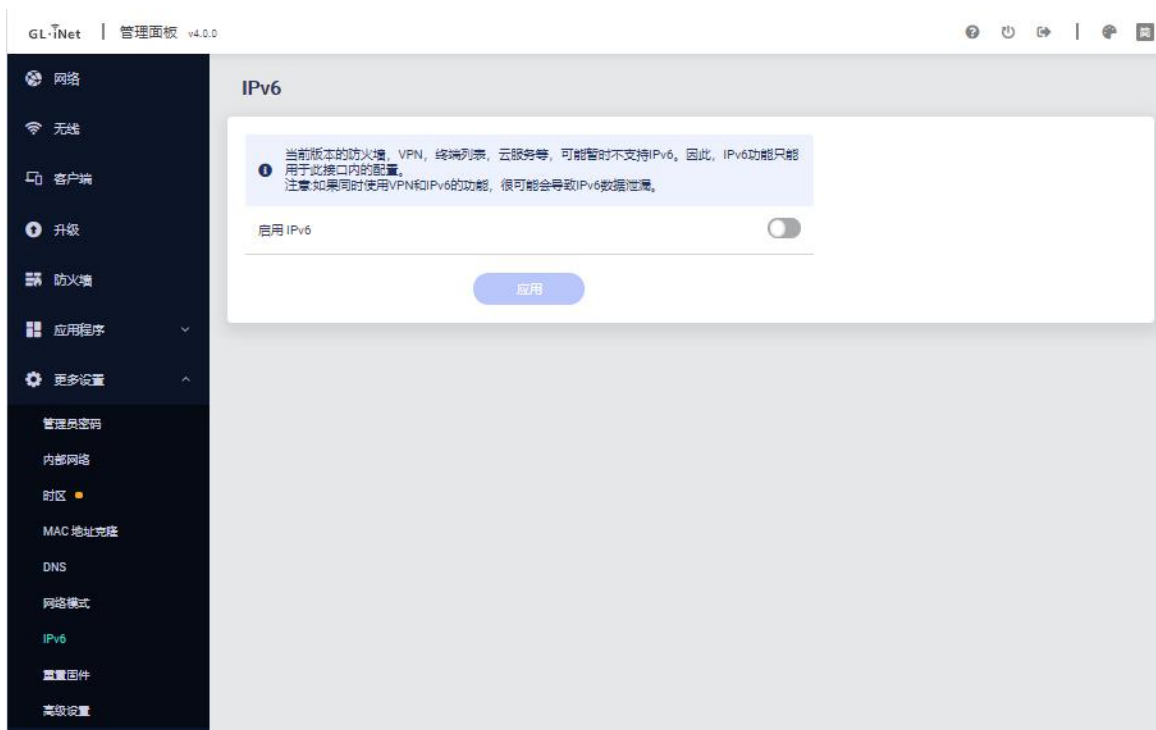 GL·iNet | 管理面板 v4.0.0
简
网络
无线
客户端
升级
防火墙
应用程序
更多设置
管理员密码
内部网络
时区
MAC 地址克隆
DNS
网络模式
IPv6
重置固件
高级设置
IPv6
当前版本的防火墙，VPN，终端列表，云服务等，可能暂时不支持IPv6。因此，IPv6功能只能
用于此接口内的配置。
注意:如果同时使用VPN和IPv6的功能，很可能会导致IPv6数据泄漏。
启用 IPv6
应用